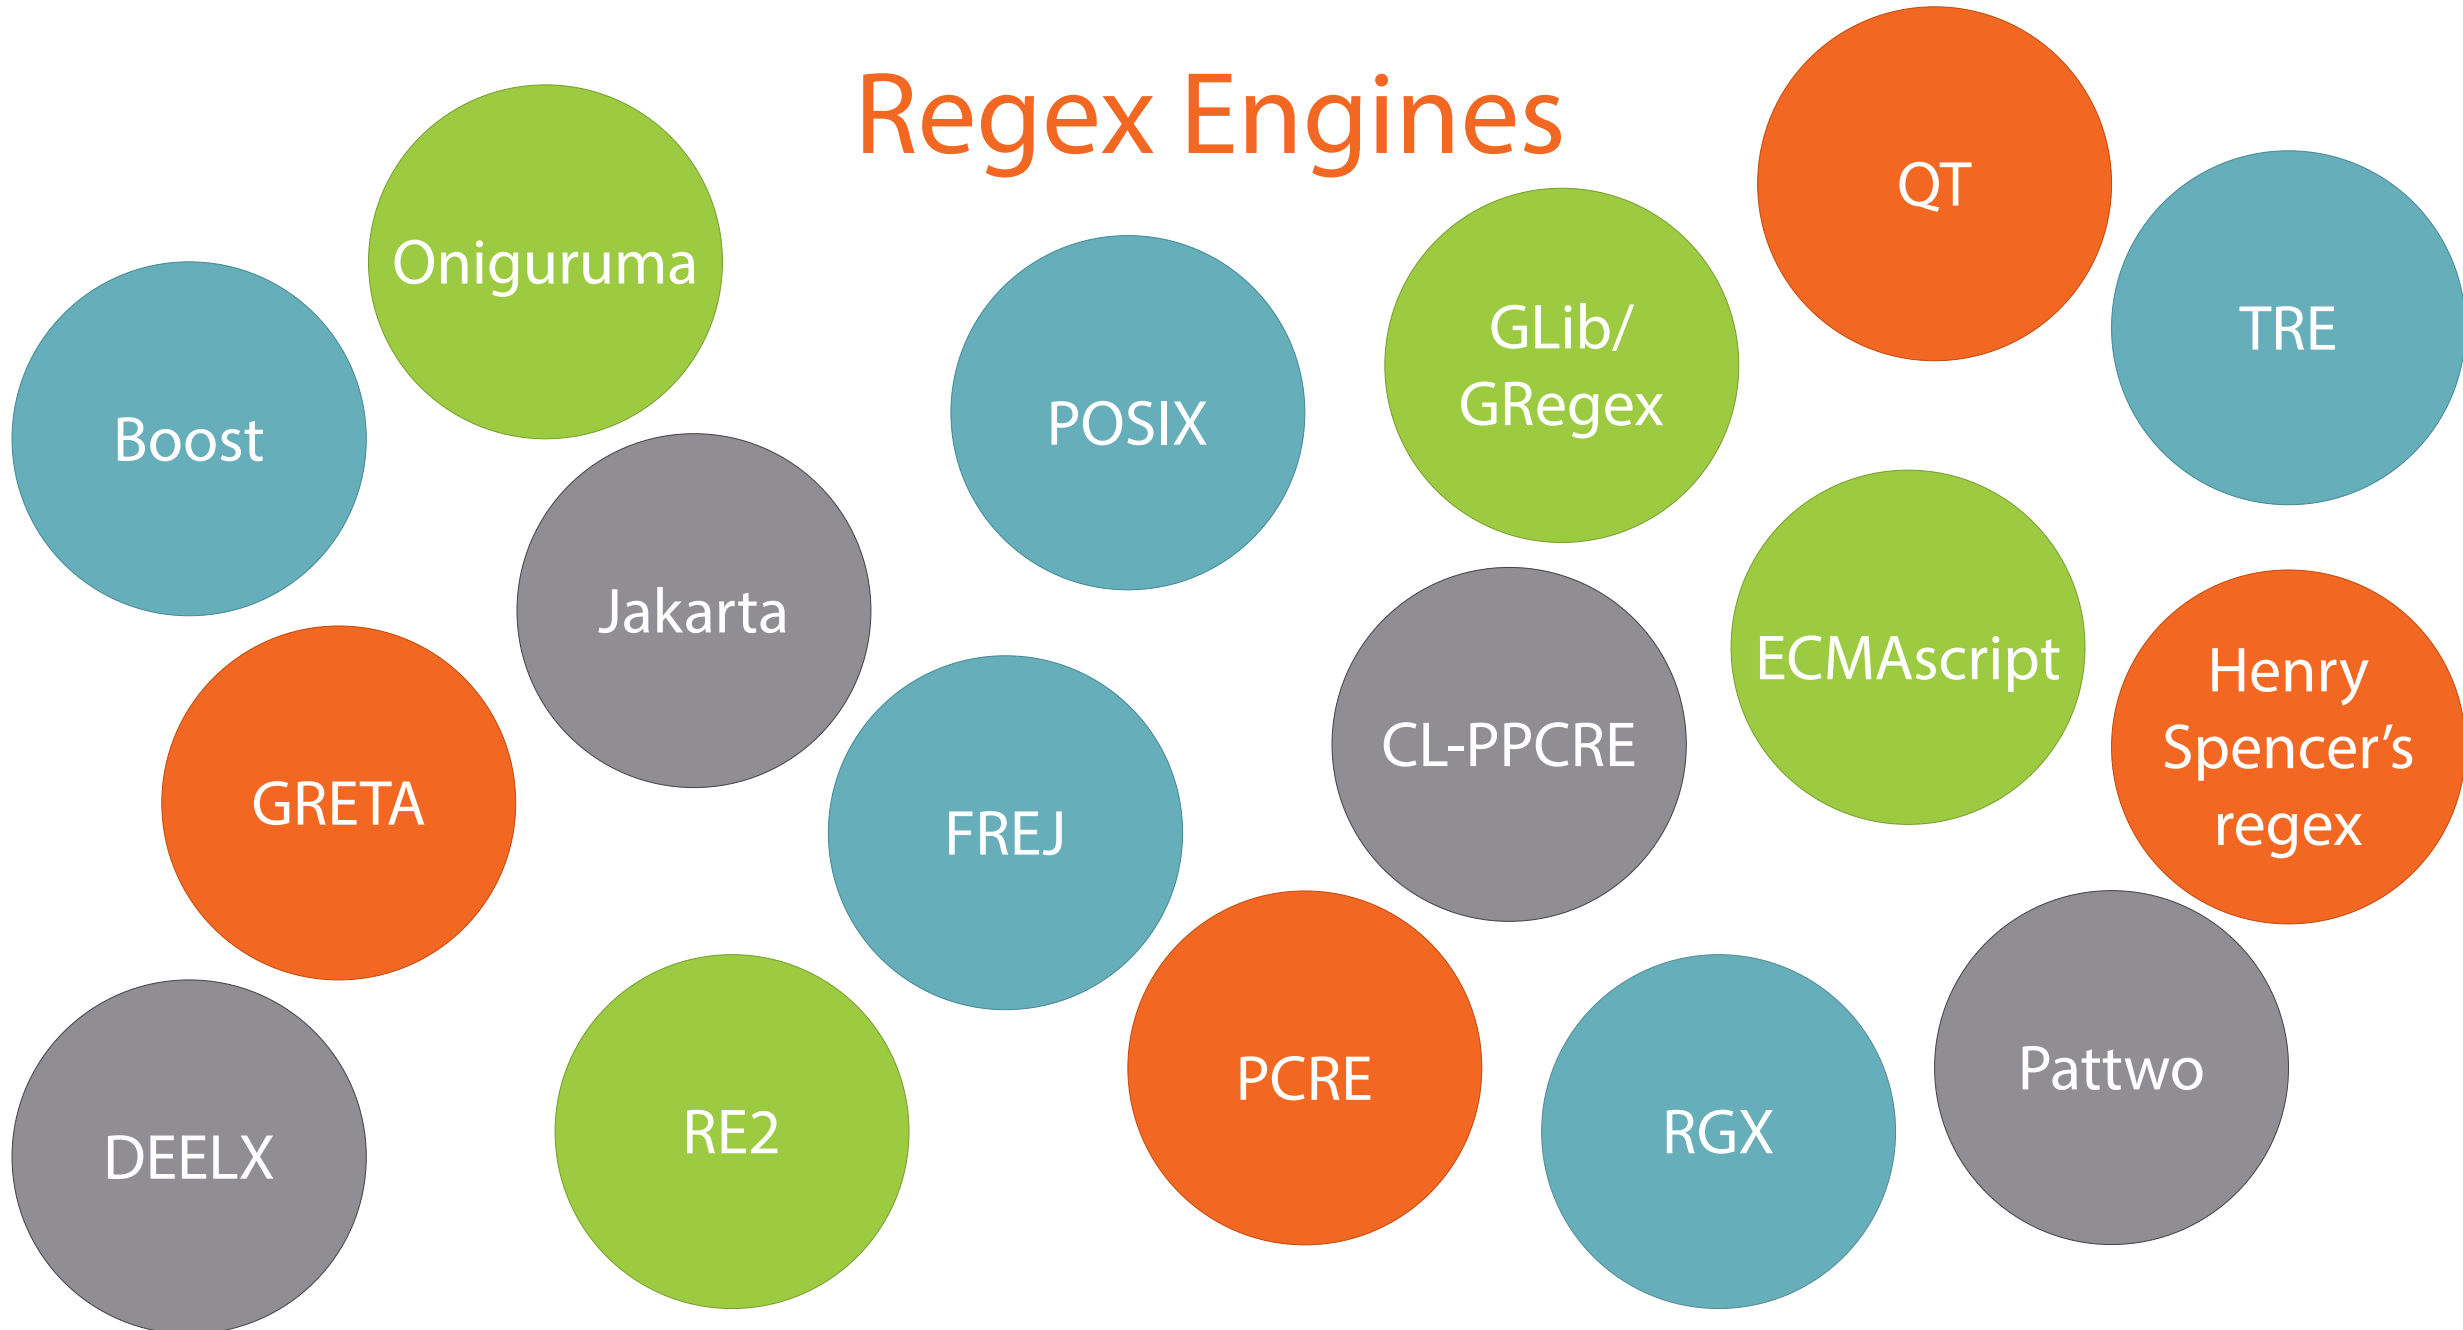 Regex Engines
QT
Oniguruma
GLib/
GRegex
TRE
Boost
POSIX
Jakarta
ECMAscript
Henry
Spencer’s
regex
CL-PPCRE
GRETA
FREJ
PCRE
Pattwo
RE2
RGX
DEELX